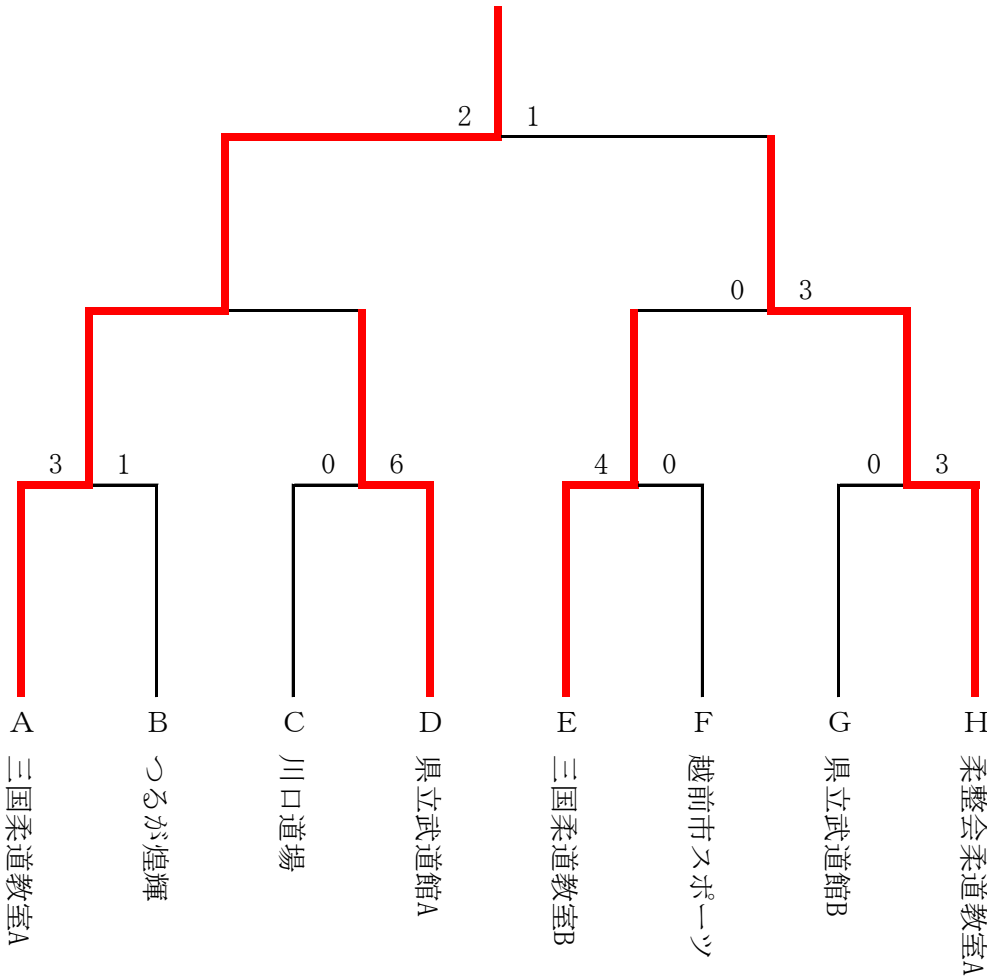 2 1
0 3
3 1 0 6 4 0 0 3
A B C D E F G H
三国柔道教室A
つるが煌輝
川口道場
県立武道館A
三国柔道教室B
越前市スポーツ
県立武道館B
柔整会柔道教室A